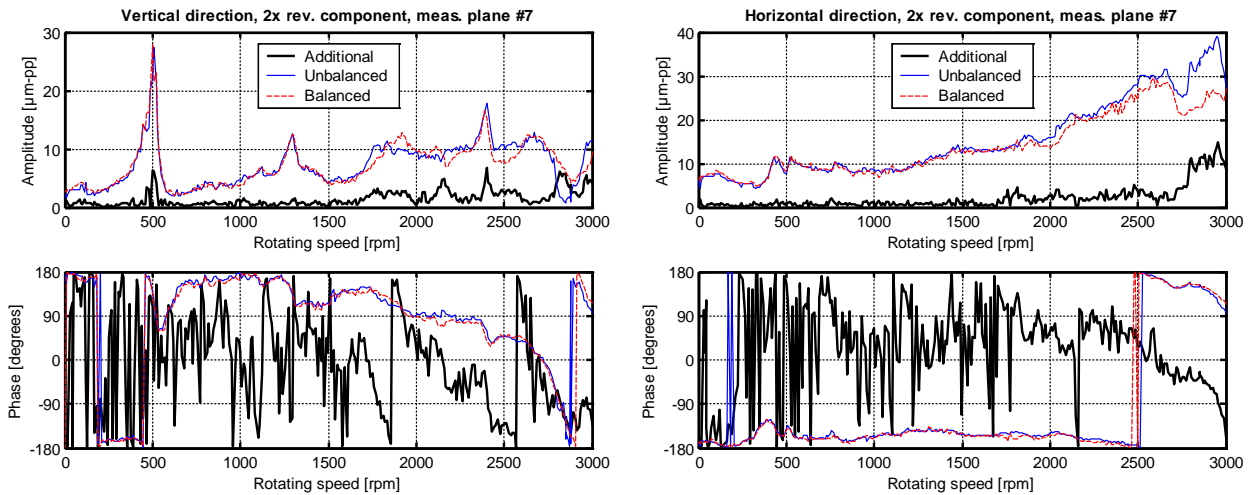 Vertical direction, 2x rev. component, meas. plane #7
30
20
10
0
Amplitude [µm-pp]
Additional
Unbalanced
Balanced
0 500 1000 1500 2000 2500 3000
Rotating speed [rpm]
180
90
0
-90
-180
Phase [degrees]
0 500 1000 1500 2000 2500 3000
Rotating speed [rpm]
Horizontal direction, 2x rev. component, meas. plane #7
40
30
20
10
0
Amplitude [µm-pp]
Additional
Unbalanced
Balanced
0 500 1000 1500 2000 2500 3000
Rotating speed [rpm]
180
90
0
-90
-180
Phase [degrees]
0 500 1000 1500 2000 2500 3000
Rotating speed [rpm]